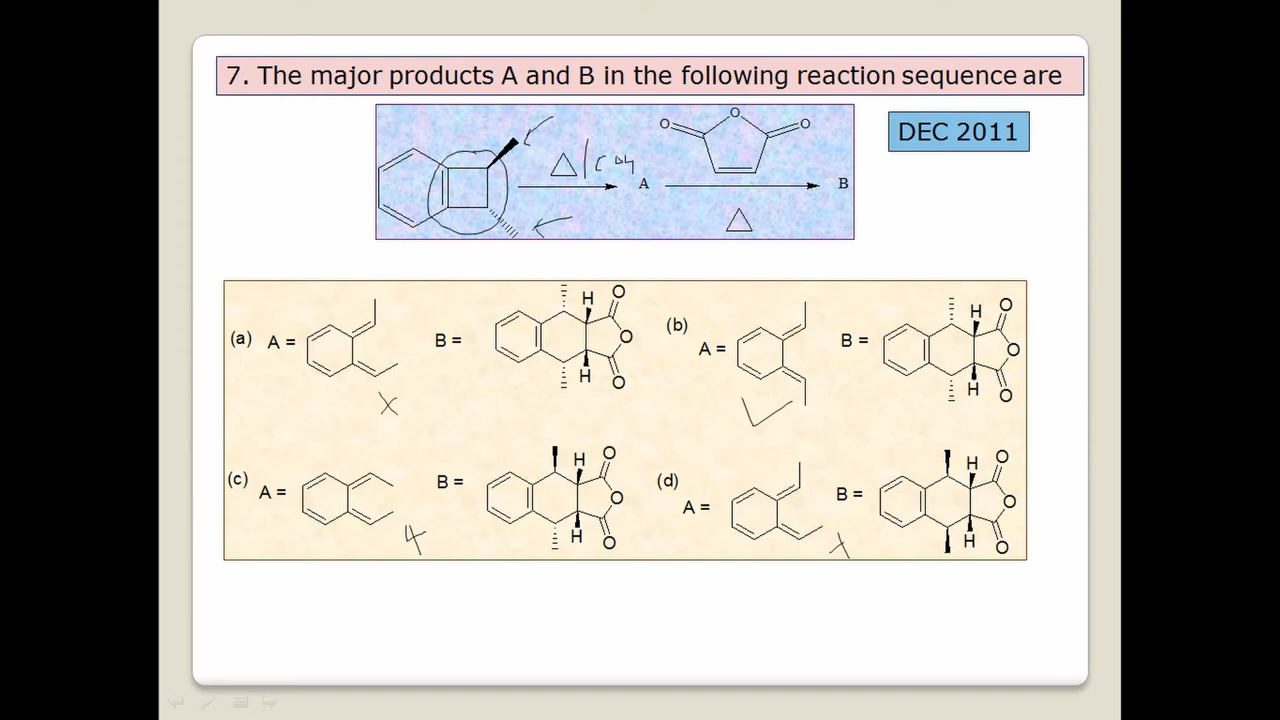 7. The major products A and B in the following reaction sequence are
DEC 2011
O
O O
A B
(a) A = B = H O O H O
(b) A = B = H O O H O
(c) A = B = H O O H O
(d) A = B = H O O H O